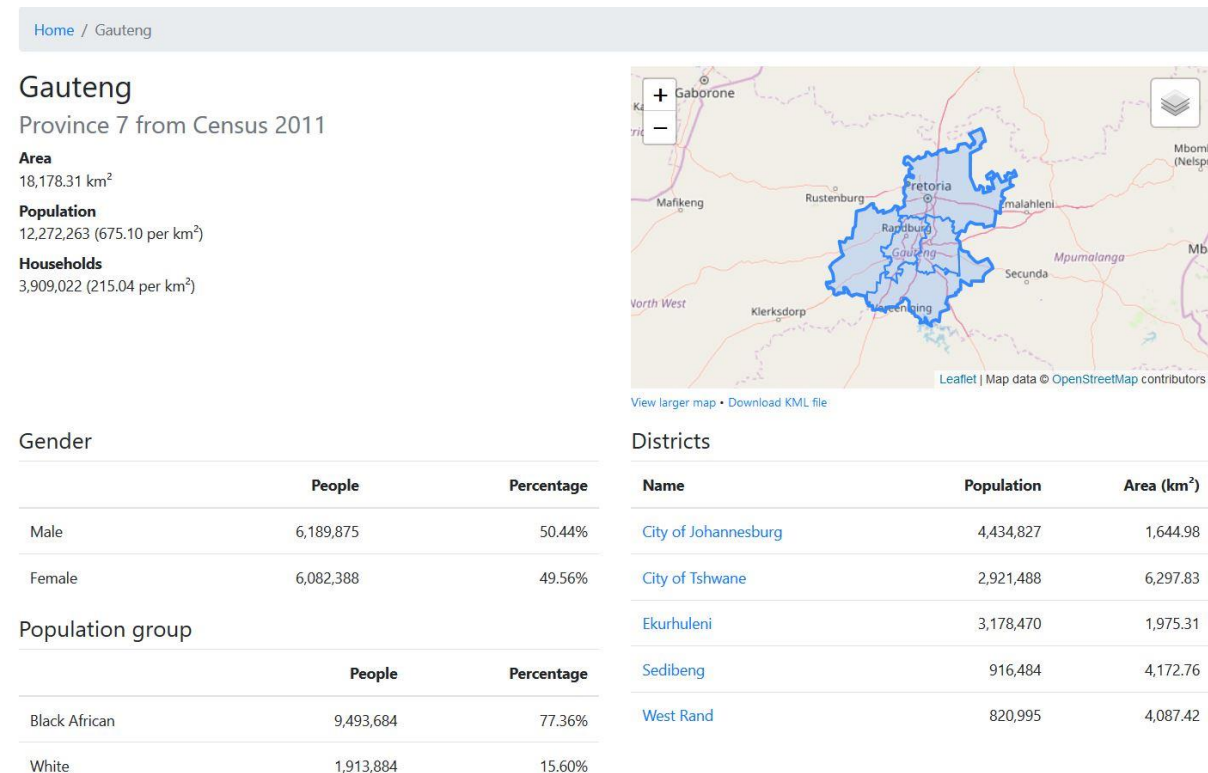 Home / Gauteng
Gauteng
Province 7 from Census 2011
Area
18,178.31 km²
Population
12,272,263 (675.10 per km²)
Households
3,909,022 (215.04 per km²)
+
−
Gaborone
Mafikeng
Rustenburg
Pretoria
Emalahleni
Randburg
Gauteng
Mpumalanga
Secunda
North West
Klerksdorp
Vereeniging
Leaflet | Map data © OpenStreetMap contributors
View larger map • Download KML file
Gender
People Percentage
Male 6,189,875 50.44%
Female 6,082,388 49.56%
Population group
People Percentage
Black African 9,493,684 77.36%
White 1,913,884 15.60%
Districts
Name Population Area (km²)
City of Johannesburg 4,434,827 1,644.98
City of Tshwane 2,921,488 6,297.83
Ekurhuleni 3,178,470 1,975.31
Sedibeng 916,484 4,172.76
West Rand 820,995 4,087.42